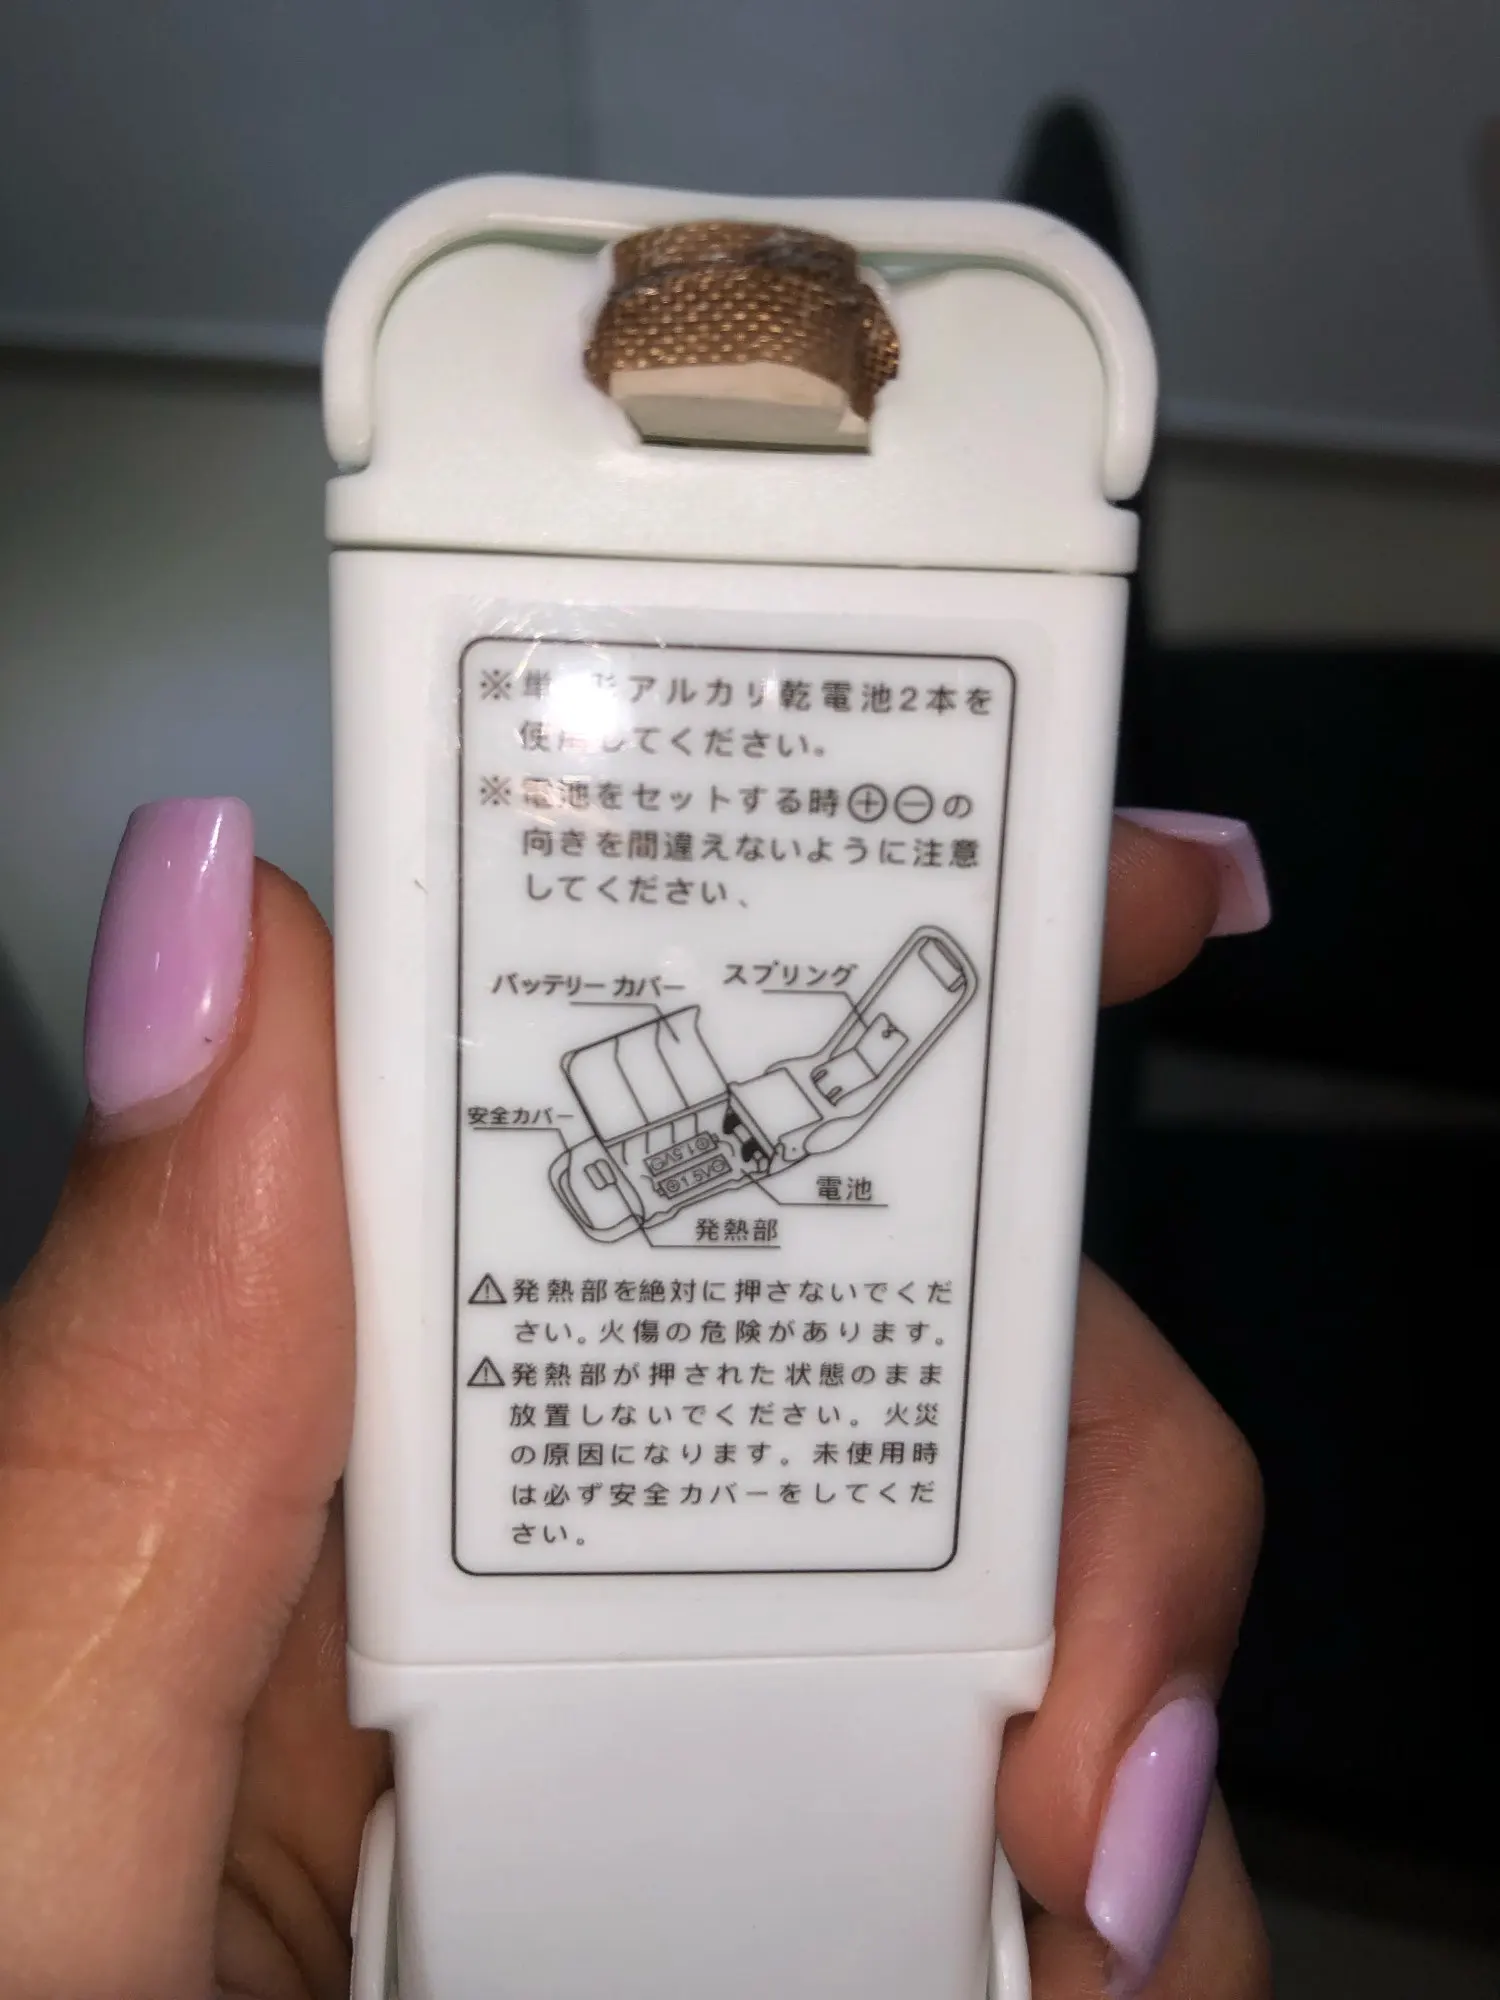 ※単 形アルカリ乾電池2本を
使用してください。
※電池をセットする時⊕⊖の
向きを間違えないように注意
してください、
バッテリーカバー
スプリング
安全カバー
⊕1.5V⊖
⊕1.5V⊖
電池
発熱部
⚠発熱部を絶対に押さないでくだ
さい。火傷の危険があります。
⚠発熱部が押された状態のまま
放置しないでください。火災
の原因になります。未使用時
は必ず安全カバーをしてくだ
さい。